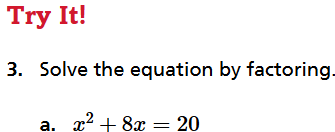 Try It!
3. Solve the equation by factoring.
a. x² + 8x = 20